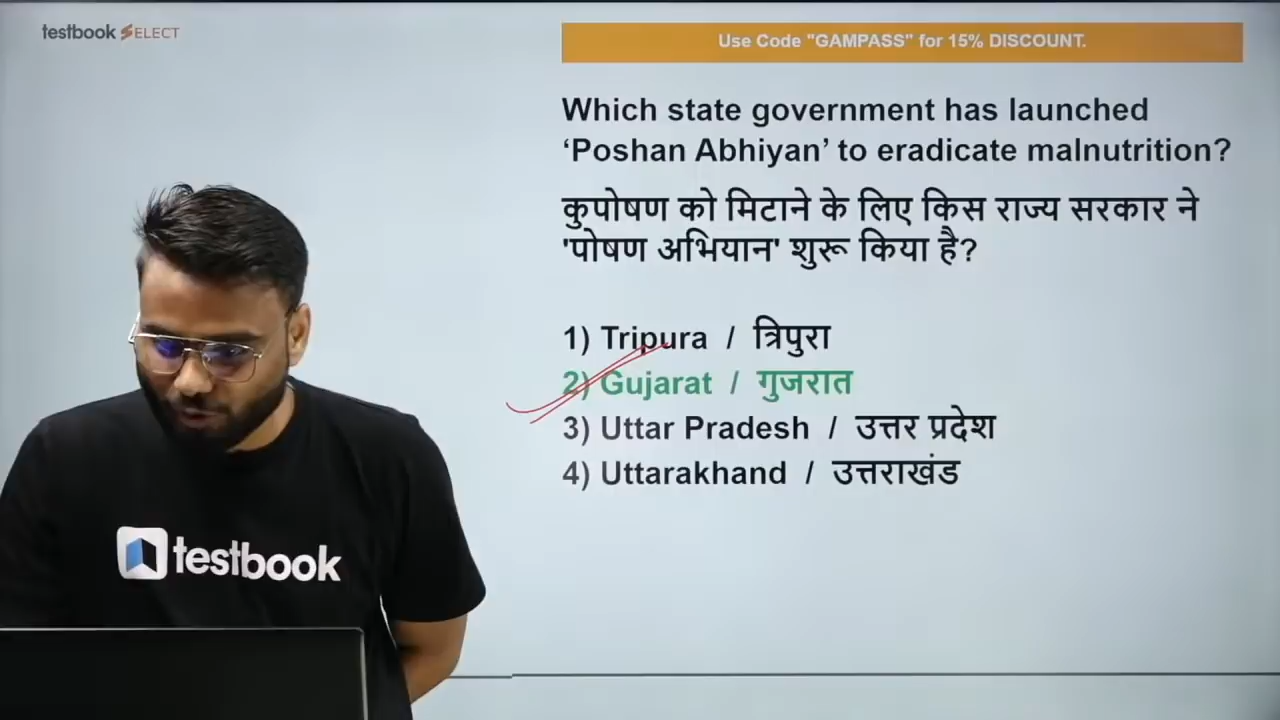 testbook SELECT
Use Code "GAMPASS" for 15% DISCOUNT.
Which state government has launched
‘Poshan Abhiyan’ to eradicate malnutrition?
कुपोषण को मिटाने के लिए किस राज्य सरकार ने
'पोषण अभियान' शुरू किया है?
1) Tripura / त्रिपुरा
2) Gujarat / गुजरात
3) Uttar Pradesh / उत्तर प्रदेश
4) Uttarakhand / उत्तराखंड
testbook